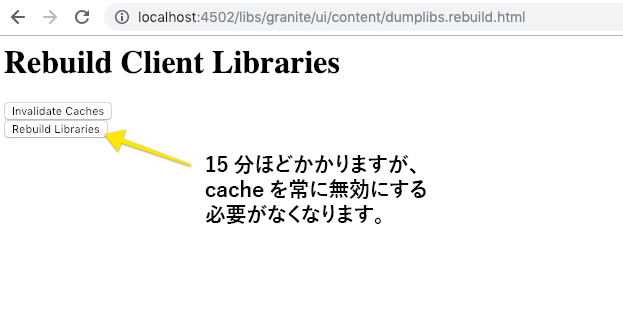 localhost:4502/libs/granite/ui/content/dumplibs.rebuild.html
Rebuild Client Libraries
Invalidate Caches
Rebuild Libraries
15 分ほどかかりますが、
cache を常に無効にする
必要がなくなります。